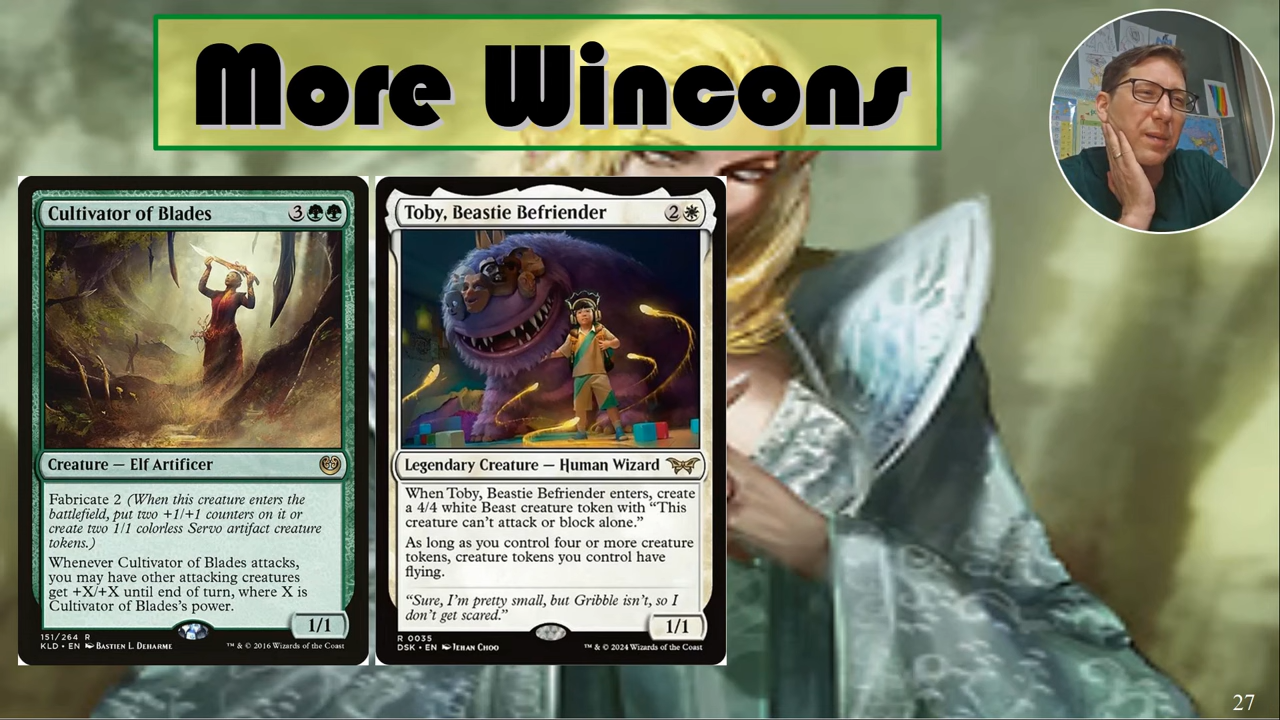 More Wincons
Cultivator of Blades 3
Creature — Elf Artificer
Fabricate 2 (When this creature enters the
battlefield, put two +1/+1 counters on it or
create two 1/1 colorless Servo artifact creature
tokens.)
Whenever Cultivator of Blades attacks,
you may have other attacking creatures
get +X/+X until end of turn, where X is
Cultivator of Blades's power.
1/1
151/264 R
KLD • EN Bastien L. Deharme
™ & © 2016 Wizards of the Coast
Toby, Beastie Befriender 2
Legendary Creature — Human Wizard
When Toby, Beastie Befriender enters, create
a 4/4 white Beast creature token with “This
creature can't attack or block alone.”
As long as you control four or more creature
tokens, creature tokens you control have
flying.
“Sure, I'm pretty small, but Gribble isn't, so I
don't get scared.”
1/1
R 0035
DSK • EN Jehan Choo
™ & © 2024 Wizards of the Coast
27